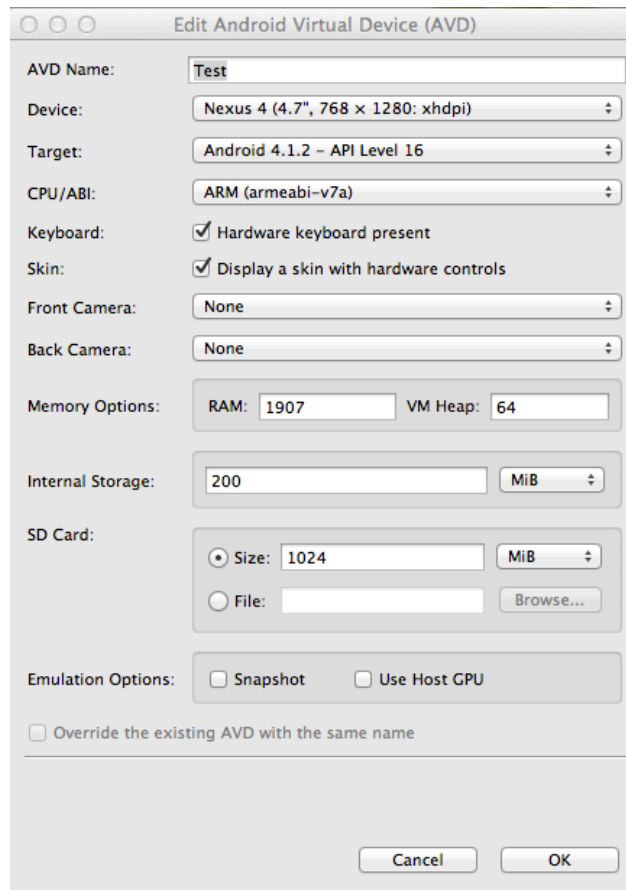 Edit Android Virtual Device (AVD)
AVD Name: Test
Device: Nexus 4 (4.7", 768 × 1280: xhdpi)
Target: Android 4.1.2 – API Level 16
CPU/ABI: ARM (armeabi-v7a)
Keyboard: Hardware keyboard present
Skin: Display a skin with hardware controls
Front Camera: None
Back Camera: None
Memory Options: RAM: 1907 VM Heap: 64
Internal Storage: 200 MiB
SD Card:
Size: 1024 MiB
File: Browse...
Emulation Options: Snapshot Use Host GPU
Override the existing AVD with the same name
Cancel OK